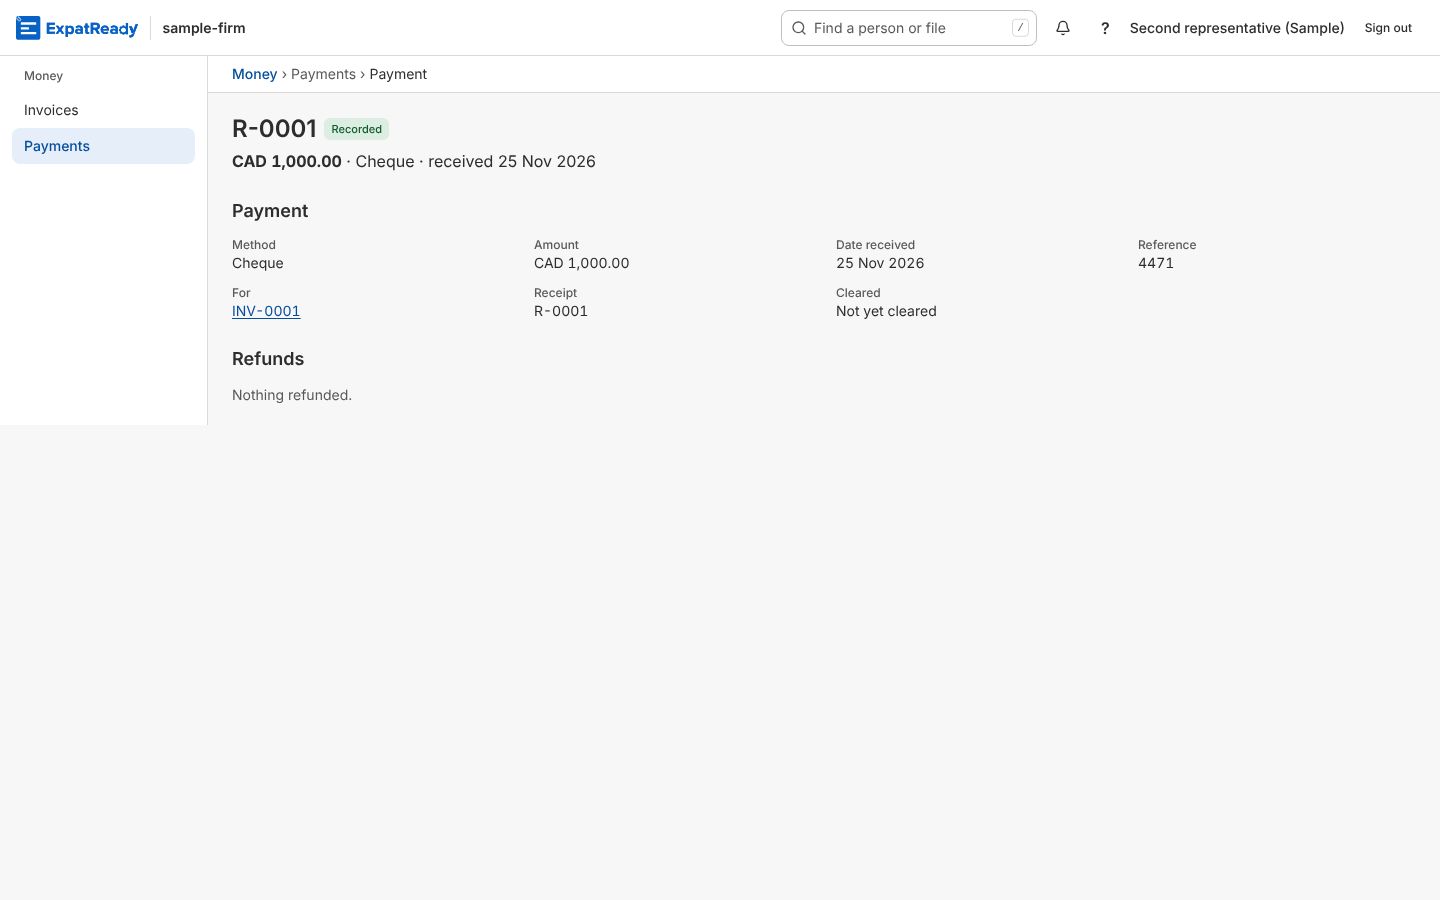 ExpatReady
sample-firm
Find a person or file
/
?
Second representative (Sample)
Sign out
Money
Invoices
Payments
Money › Payments › Payment
R-0001 Recorded
CAD 1,000.00 · Cheque · received 25 Nov 2026
Payment
Method
Cheque
Amount
CAD 1,000.00
Date received
25 Nov 2026
Reference
4471
For
INV-0001
Receipt
R-0001
Cleared
Not yet cleared
Refunds
Nothing refunded.